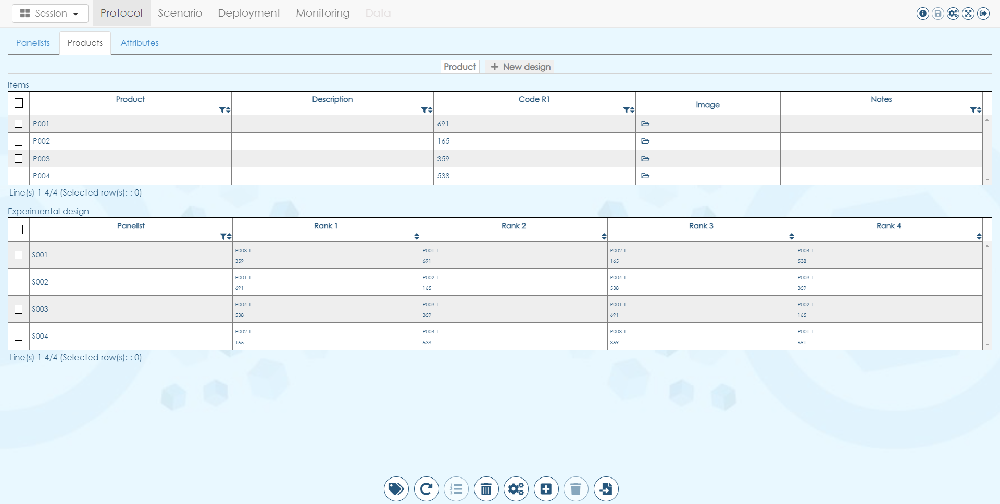 Session Protocol Scenario Deployment Monitoring Data
Panelists Products Attributes
Product + New design
Items
Product Description Code R1 Image Notes
P001 691
P002 165
P003 359
P004 538
Line(s) 1-4/4 (Selected row(s): : 0)
Experimental design
Panelist Rank 1 Rank 2 Rank 3 Rank 4
S001
P003 1 P001 1 P002 1 P004 1
359 691 165 538
S002
P001 1 P002 1 P004 1 P003 1
691 165 538 359
S003
P004 1 P003 1 P001 1 P002 1
538 359 691 165
S004
P002 1 P004 1 P003 1 P001 1
165 538 359 691
Line(s) 1-4/4 (Selected row(s): : 0)